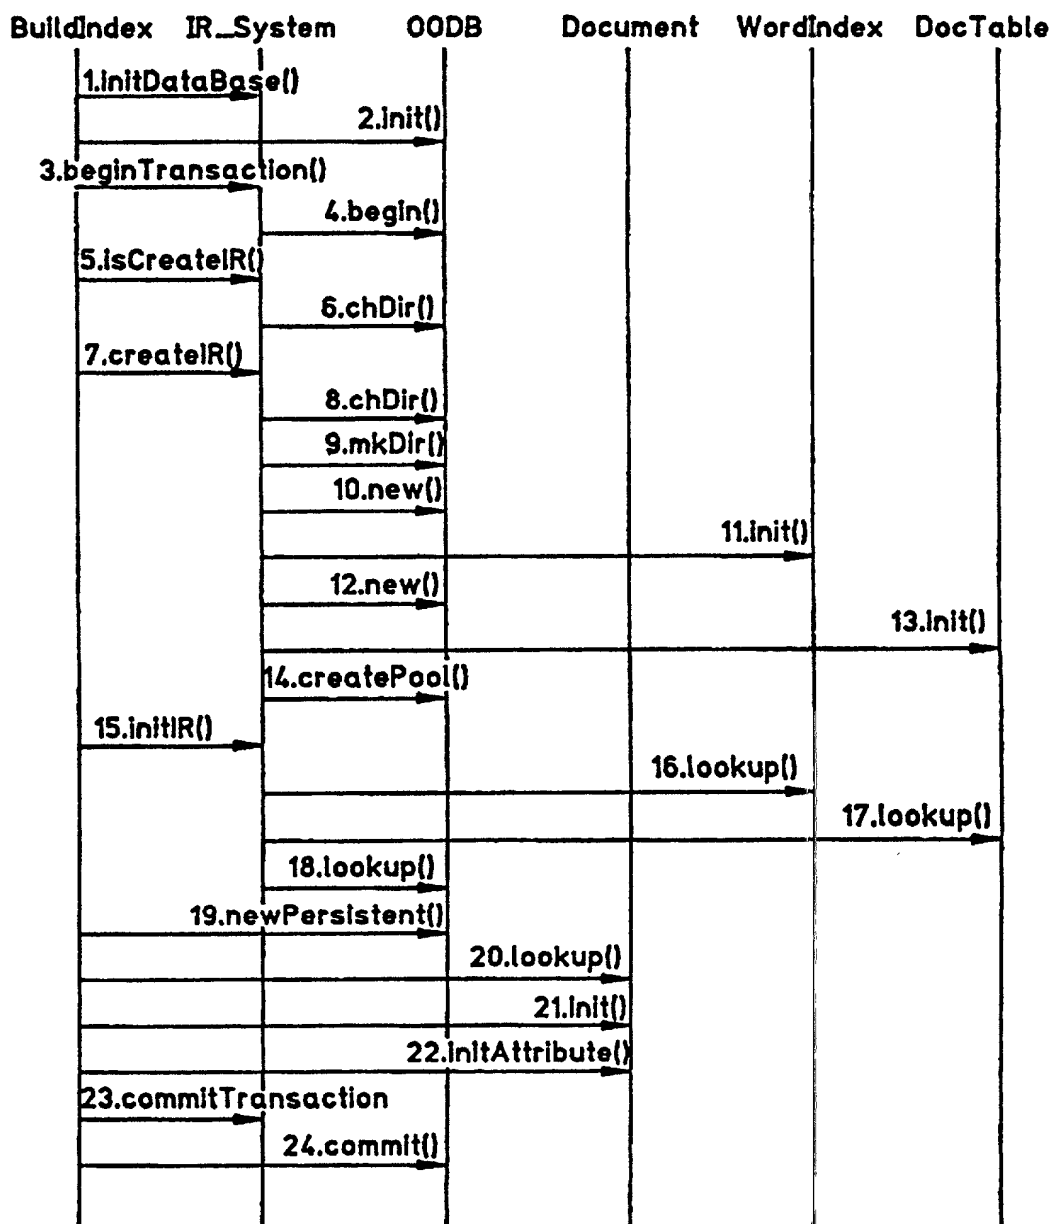 BuildIndex IR_System OODB Document WordIndex DocTable
1.initDataBase()
2.init()
3.beginTransaction()
4.begin()
5.isCreateIR()
6.chDir()
7.createIR()
8.chDir()
9.mkDir()
10.new()
11.init()
12.new()
13.init()
14.createPool()
15.initIR()
16.lookup()
17.lookup()
18.lookup()
19.newPersistent()
20.lookup()
21.init()
22.initAttribute()
23.commitTransaction
24.commit()